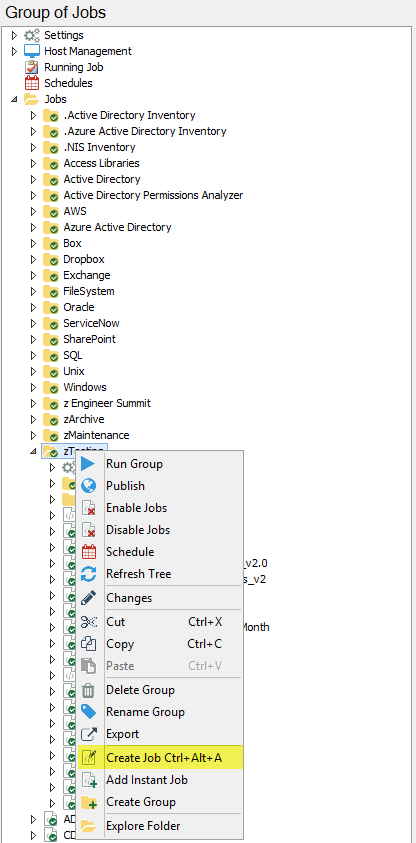 Group of Jobs
Settings
Host Management
Running Job
Schedules
Jobs
.Active Directory Inventory
.Azure Active Directory Inventory
.NIS Inventory
Access Libraries
Active Directory
Active Directory Permissions Analyzer
AWS
Azure Active Directory
Box
Dropbox
Exchange
FileSystem
Oracle
ServiceNow
SharePoint
SQL
Unix
Windows
z Engineer Summit
zArchive
zMaintenance
zTesting
Run Group
Publish
Enable Jobs
Disable Jobs
Schedule
_v2.0
Refresh Tree s_v2
Changes
Cut Ctrl+X
Month
Copy Ctrl+C
Paste Ctrl+V
Delete Group
Rename Group
Export
Create Job Ctrl+Alt+A
Add Instant Job
Create Group
AD
Explore Folder
CD